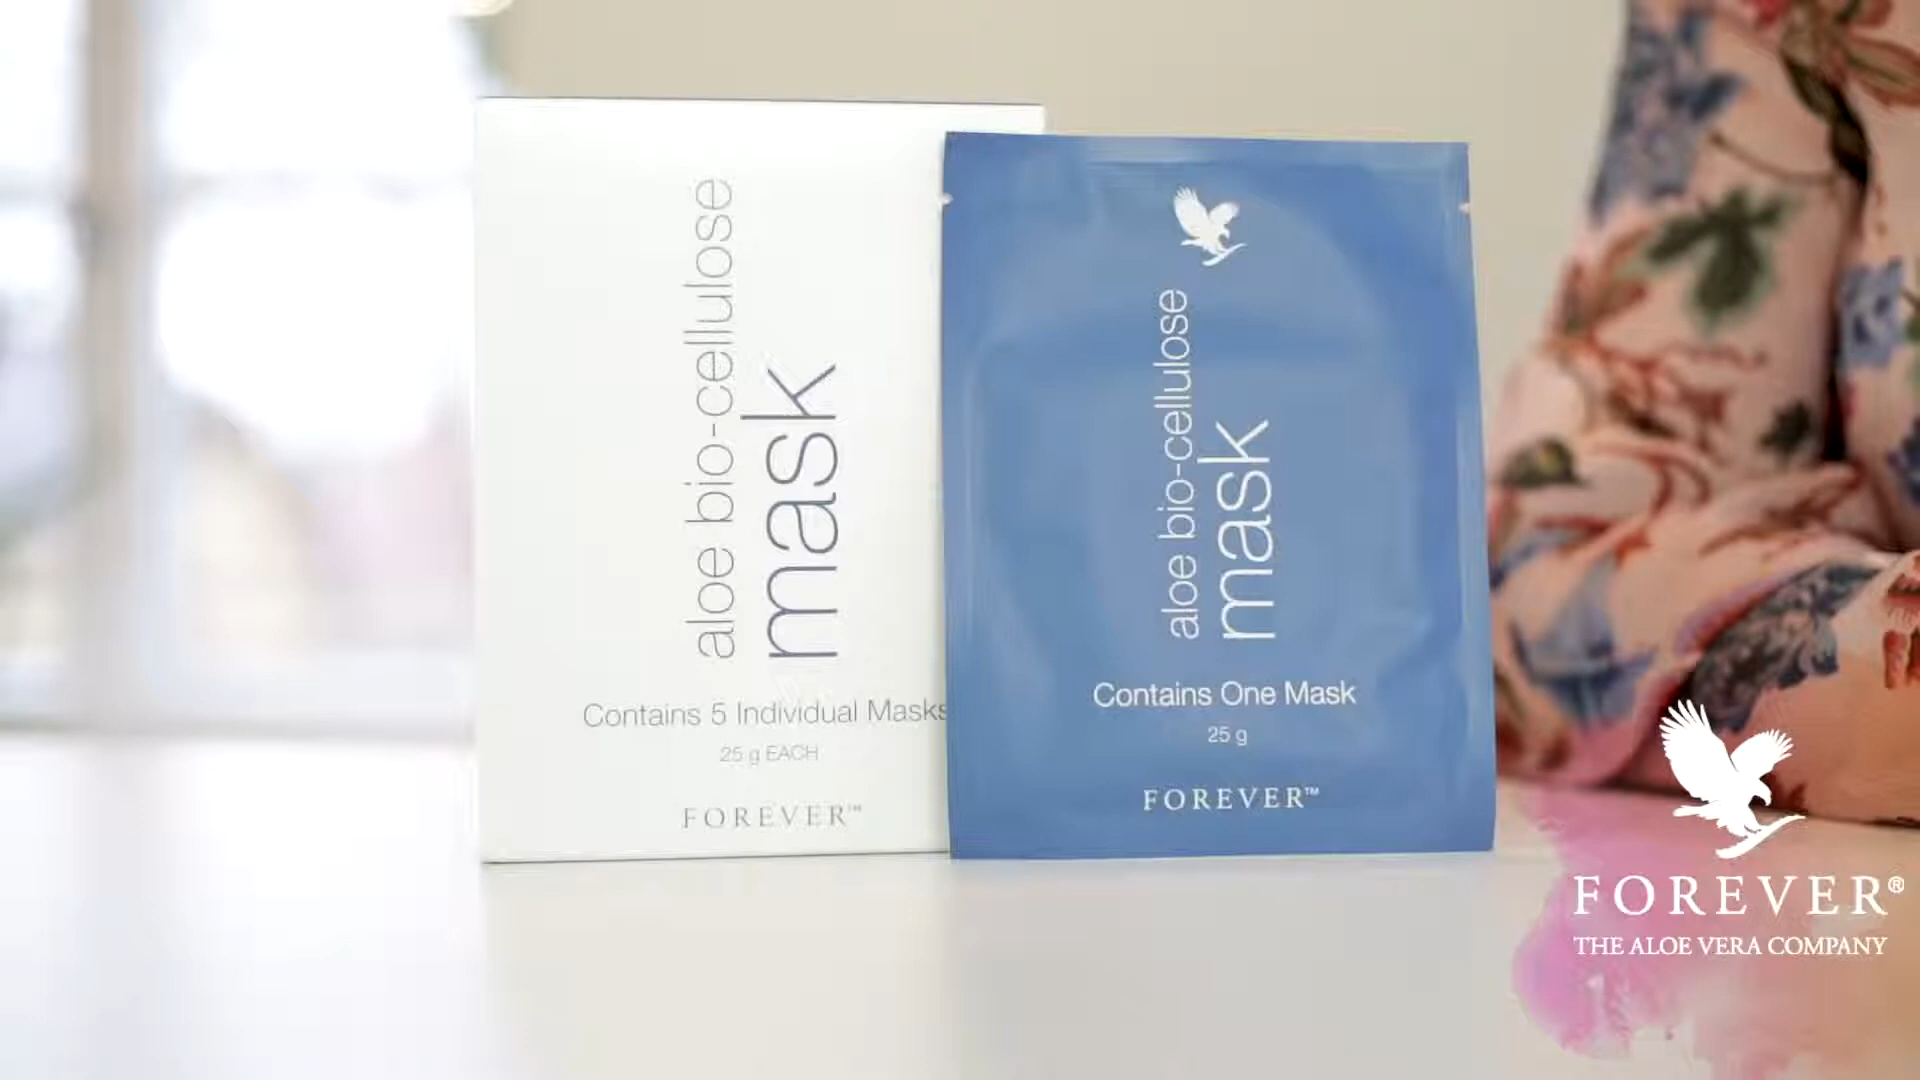 aloe bio-cellulose
mask
Contains 5 Individual Masks
25 g EACH
FOREVER™
aloe bio-cellulose
mask
Contains One Mask
25 g
FOREVER™
FOREVER®
THE ALOE VERA COMPANY